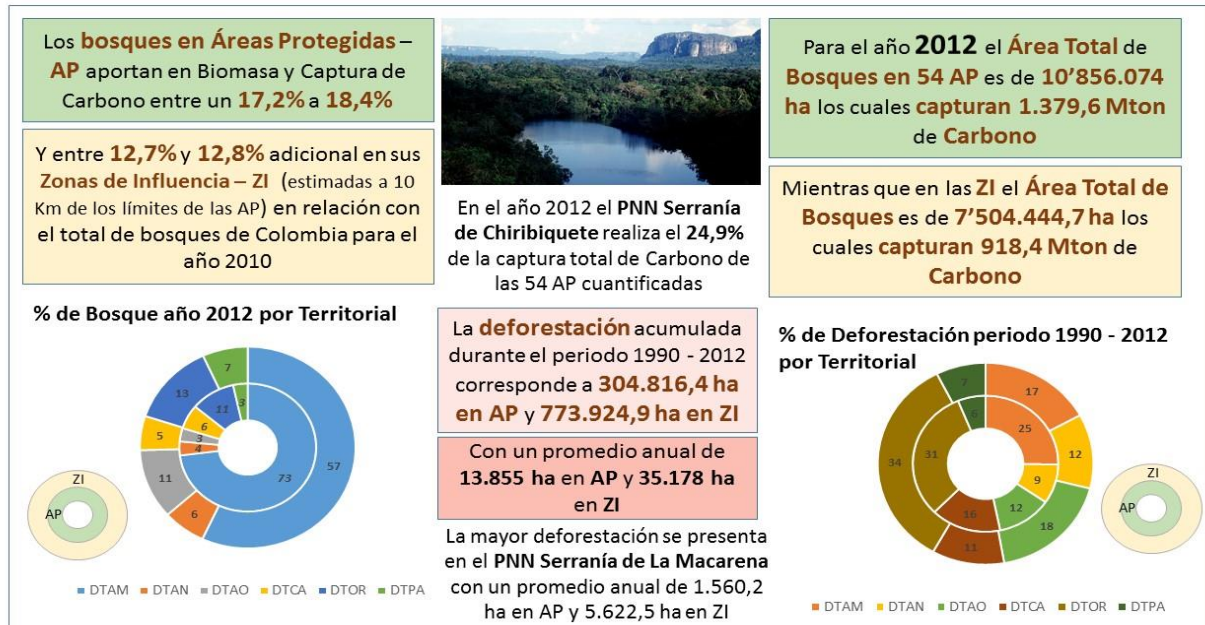 Los bosques en Áreas Protegidas –
AP aportan en Biomasa y Captura de
Carbono entre un 17,2% a 18,4%
Y entre 12,7% y 12,8% adicional en sus
Zonas de Influencia – ZI (estimadas a 10
Km de los límites de las AP) en relación con
el total de bosques de Colombia para el
año 2010
En el año 2012 el PNN Serranía
de Chiribiquete realiza el 24,9%
de la captura total de Carbono de
las 54 AP cuantificadas
Para el año 2012 el Área Total de
Bosques en 54 AP es de 10’856.074
ha los cuales capturan 1.379,6 Mton
de Carbono
Mientras que en las ZI el Área Total de
Bosques es de 7’504.444,7 ha los
cuales capturan 918,4 Mton de
Carbono
% de Bosque año 2012 por Territorial
57
6
11
5
13
7
73
4
3
6
11
3
ZI
AP
DTAM DTAN DTAO DTCA DTOR DTPA
La deforestación acumulada
durante el periodo 1990 - 2012
corresponde a 304.816,4 ha
en AP y 773.924,9 ha en ZI
Con un promedio anual de
13.855 ha en AP y 35.178 ha
en ZI
La mayor deforestación se presenta
en el PNN Serranía de La Macarena
con un promedio anual de 1.560,2
ha en AP y 5.622,5 ha en ZI
% de Deforestación periodo 1990 - 2012
por Territorial
17
12
18
11
34
7
25
9
12
16
31
6
ZI
AP
DTAM DTAN DTAO DTCA DTOR DTPA